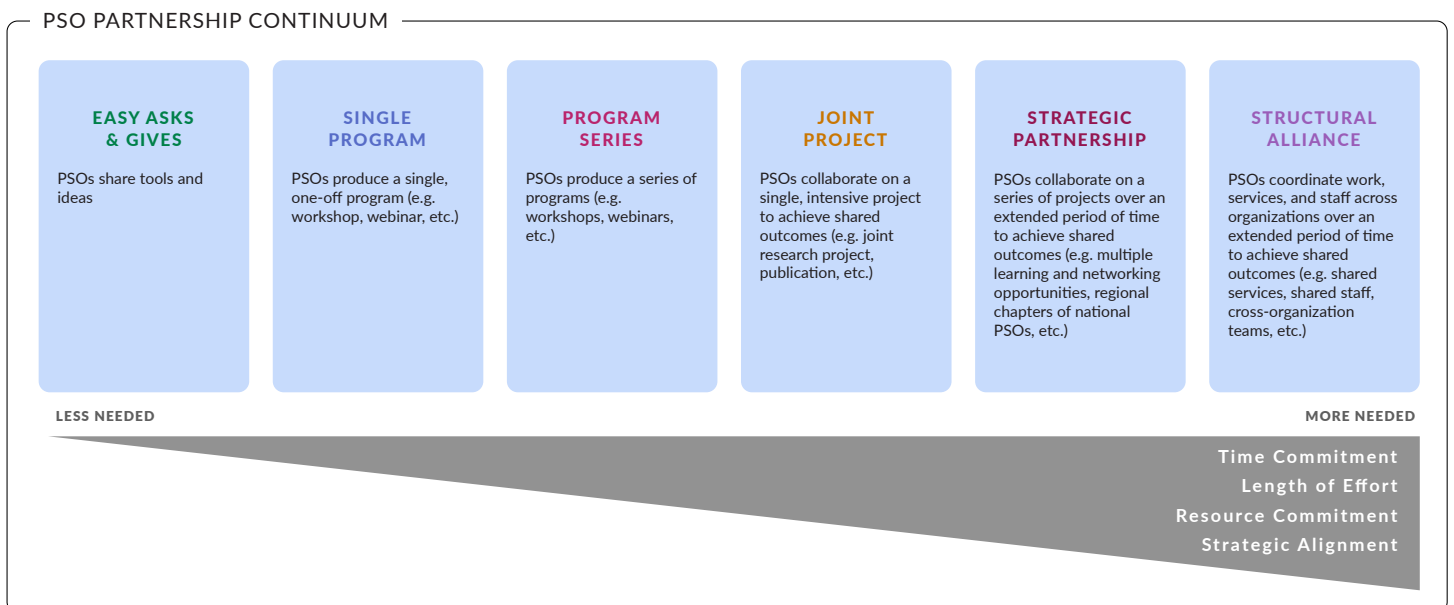 PSO PARTNERSHIP CONTINUUM
EASY ASKS
& GIVES
PSOs share tools and
ideas
SINGLE
PROGRAM
PSOs produce a single,
one-off program (e.g.
workshop, webinar, etc.)
PROGRAM
SERIES
PSOs produce a series of
programs (e.g.
workshops, webinars,
etc.)
JOINT
PROJECT
PSOs collaborate on a
single, intensive project
to achieve shared
outcomes (e.g. joint
research project,
publication, etc.)
STRATEGIC
PARTNERSHIP
PSOs collaborate on a
series of projects over an
extended period of time
to achieve shared
outcomes (e.g. multiple
learning and networking
opportunities, regional
chapters of national
PSOs, etc.)
STRUCTURAL
ALLIANCE
PSOs coordinate work,
services, and staff across
organizations over an
extended period of time
to achieve shared
outcomes (e.g. shared
services, shared staff,
cross-organization
teams, etc.)
LESS NEEDED
MORE NEEDED
Time Commitment
Length of Effort
Resource Commitment
Strategic Alignment